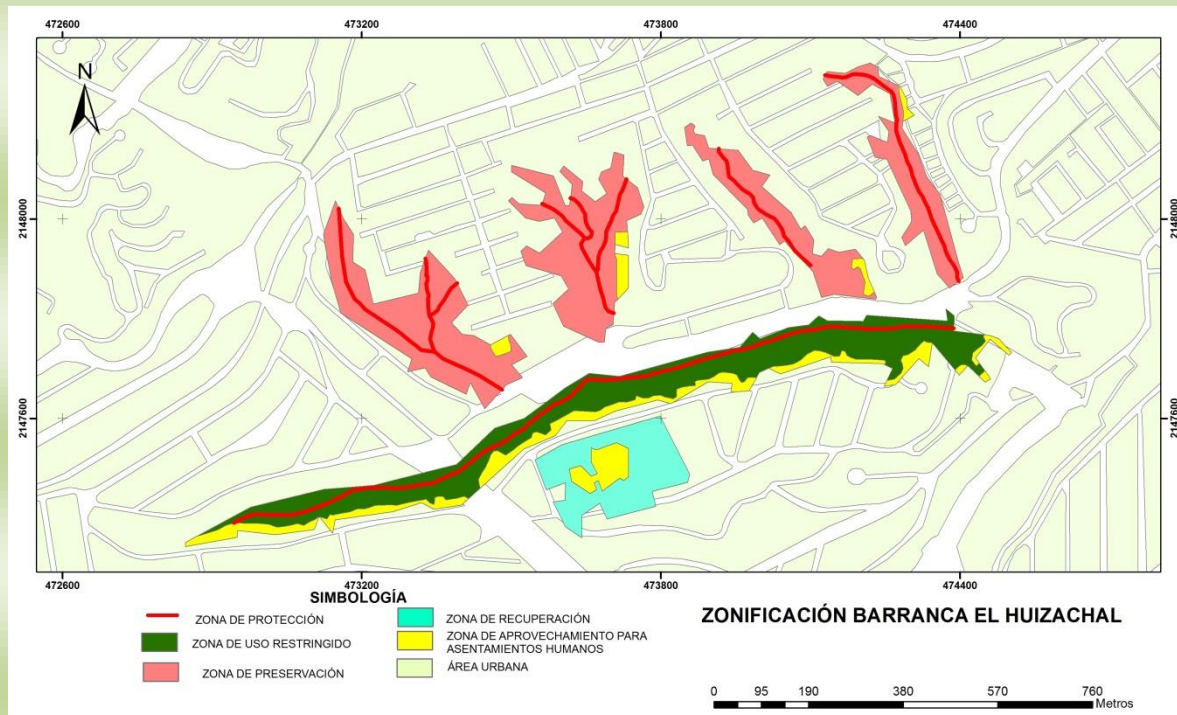 472600 473200 473800 474400
N
2148000 2148000
2147600 2147600
472600 473200 473800 474400
SIMBOLOGÍA
ZONA DE PROTECCIÓN
ZONA DE USO RESTRINGIDO
ZONA DE PRESERVACIÓN
ZONA DE RECUPERACIÓN
ZONA DE APROVECHAMIENTO PARA
ASENTAMIENTOS HUMANOS
ÁREA URBANA
ZONIFICACIÓN BARRANCA EL HUIZACHAL
0 95 190 380 570 760
Metros